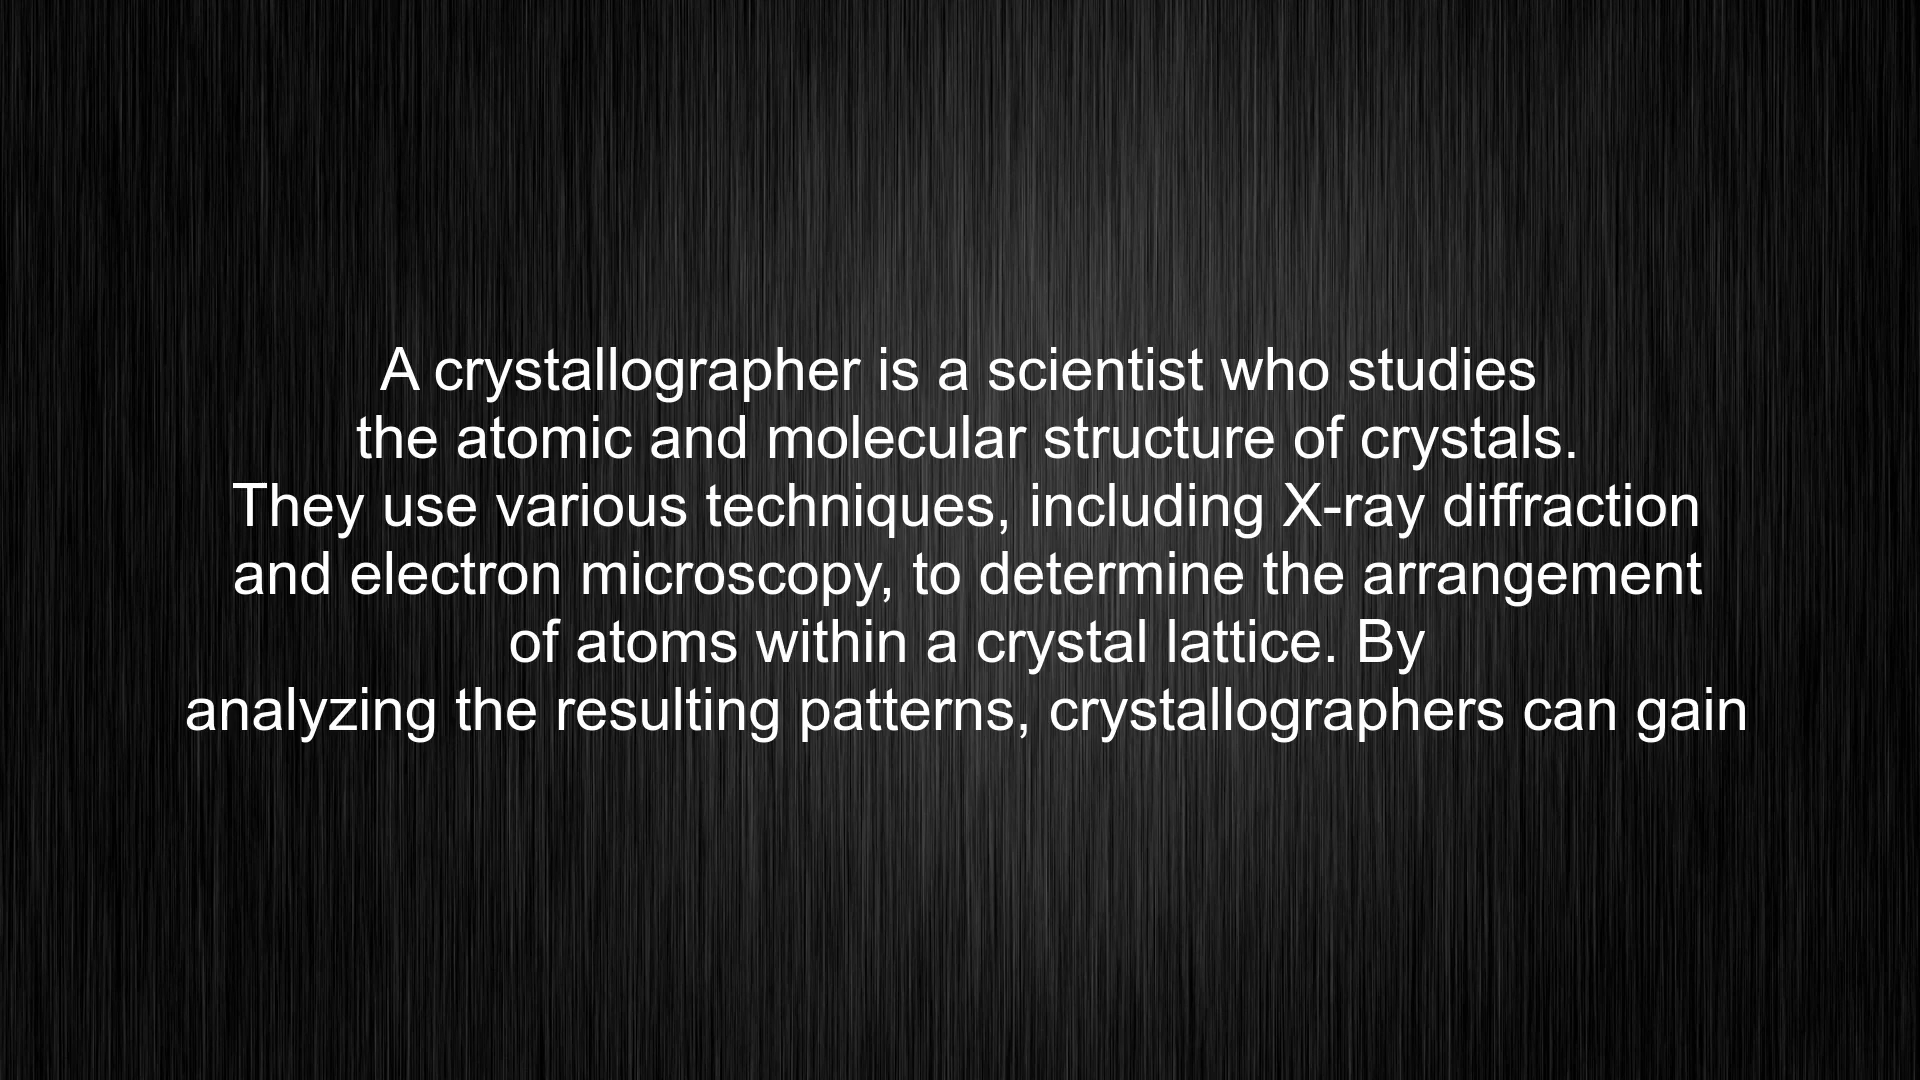 A crystallographer is a scientist who studies
the atomic and molecular structure of crystals.
They use various techniques, including X-ray diffraction
and electron microscopy, to determine the arrangement
of atoms within a crystal lattice. By
analyzing the resulting patterns, crystallographers can gain